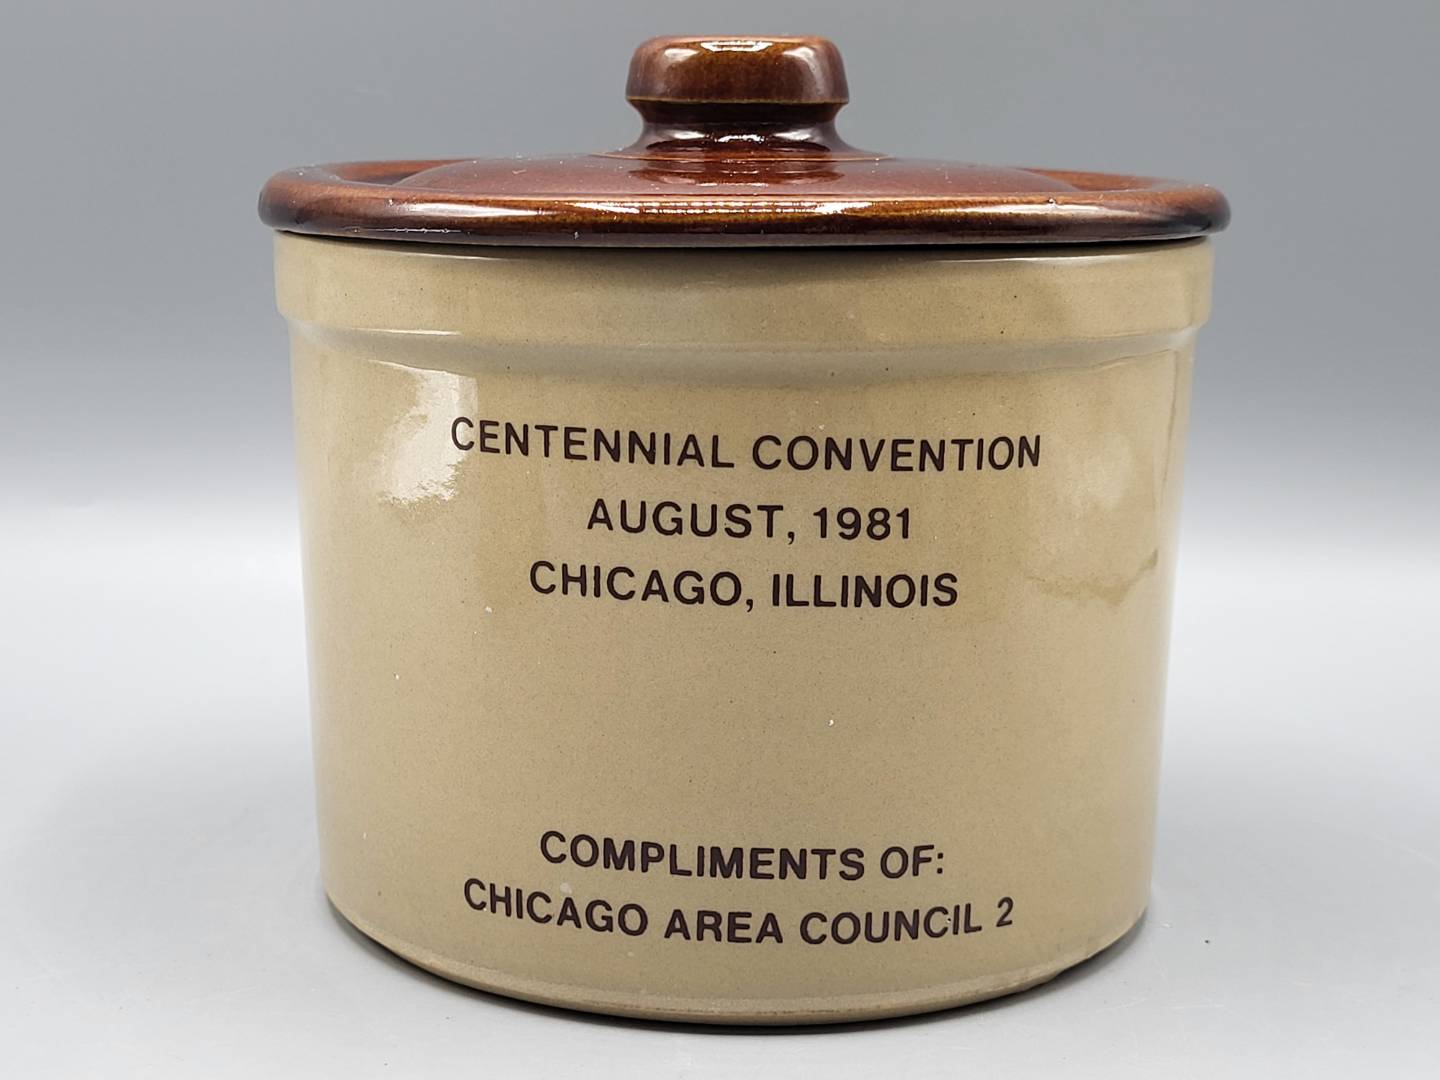 CENTENNIAL CONVENTION
AUGUST, 1981
CHICAGO, ILLINOIS
COMPLIMENTS OF:
CHICAGO AREA COUNCIL 2